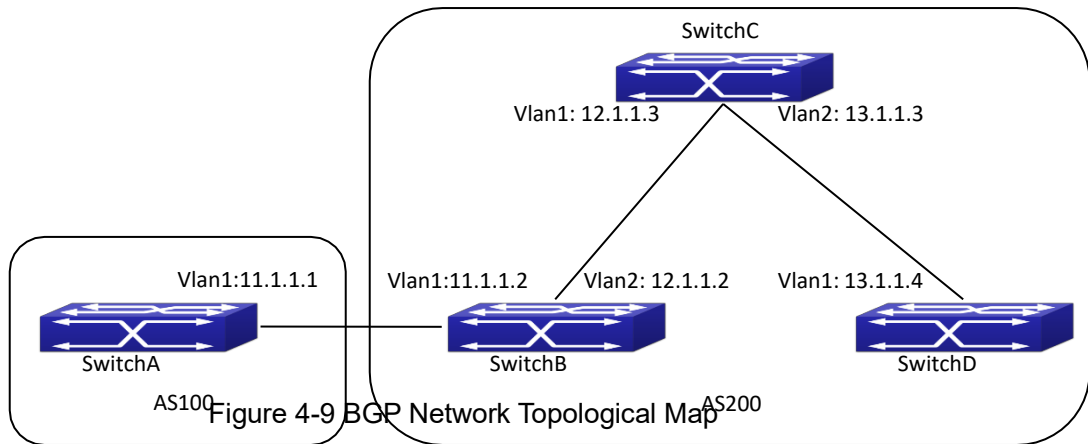 SwitchC
Vlan1: 12.1.1.3
Vlan2: 13.1.1.3
Vlan1:11.1.1.1
Vlan1:11.1.1.2
Vlan2: 12.1.1.2
Vlan1: 13.1.1.4
SwitchA
SwitchB
SwitchD
AS100
AS200
Figure 4-9 BGP Network Topological Map